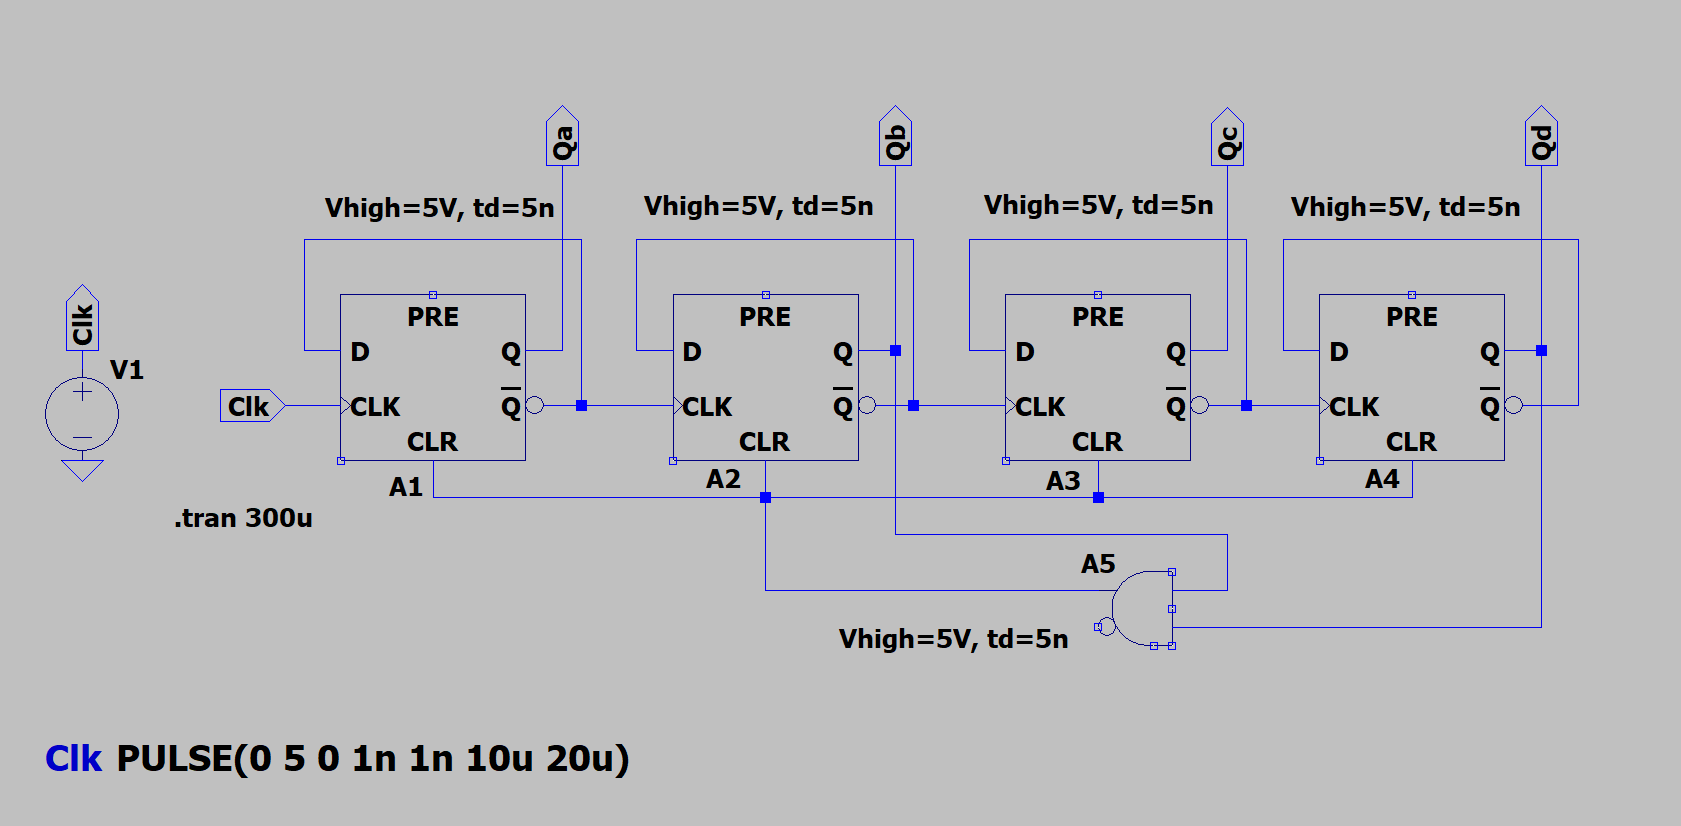 Qa
Qb
Qc
Qd
Vhigh=5V, td=5n
Vhigh=5V, td=5n
Vhigh=5V, td=5n
Vhigh=5V, td=5n
Clk
V1
Clk
PRE
D Q
CLK Q
CLR
A1
PRE
D Q
CLK Q
CLR
A2
PRE
D Q
CLK Q
CLR
A3
PRE
D Q
CLK Q
CLR
A4
.tran 300u
A5
Vhigh=5V, td=5n
Clk PULSE(0 5 0 1n 1n 10u 20u)